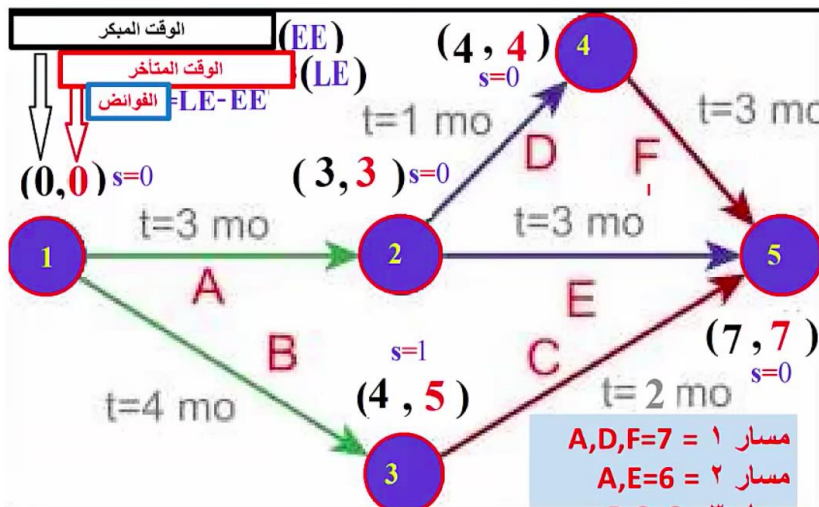 الوقت المبكر (EE)
الوقت المتأخر (LE)
الفوائض =LE-EE
(0,0) s=0
(3,3) s=0
(4,4)
s=0
t=1 mo
t=3 mo
D
F
t=3 mo
t=3 mo
1
2
4
5
A
E
B
C
s=1
(4,5)
(7,7)
s=0
t=4 mo
t=2 mo
3
مسار ١ = A,D,F=7
مسار ٢ = A,E=6